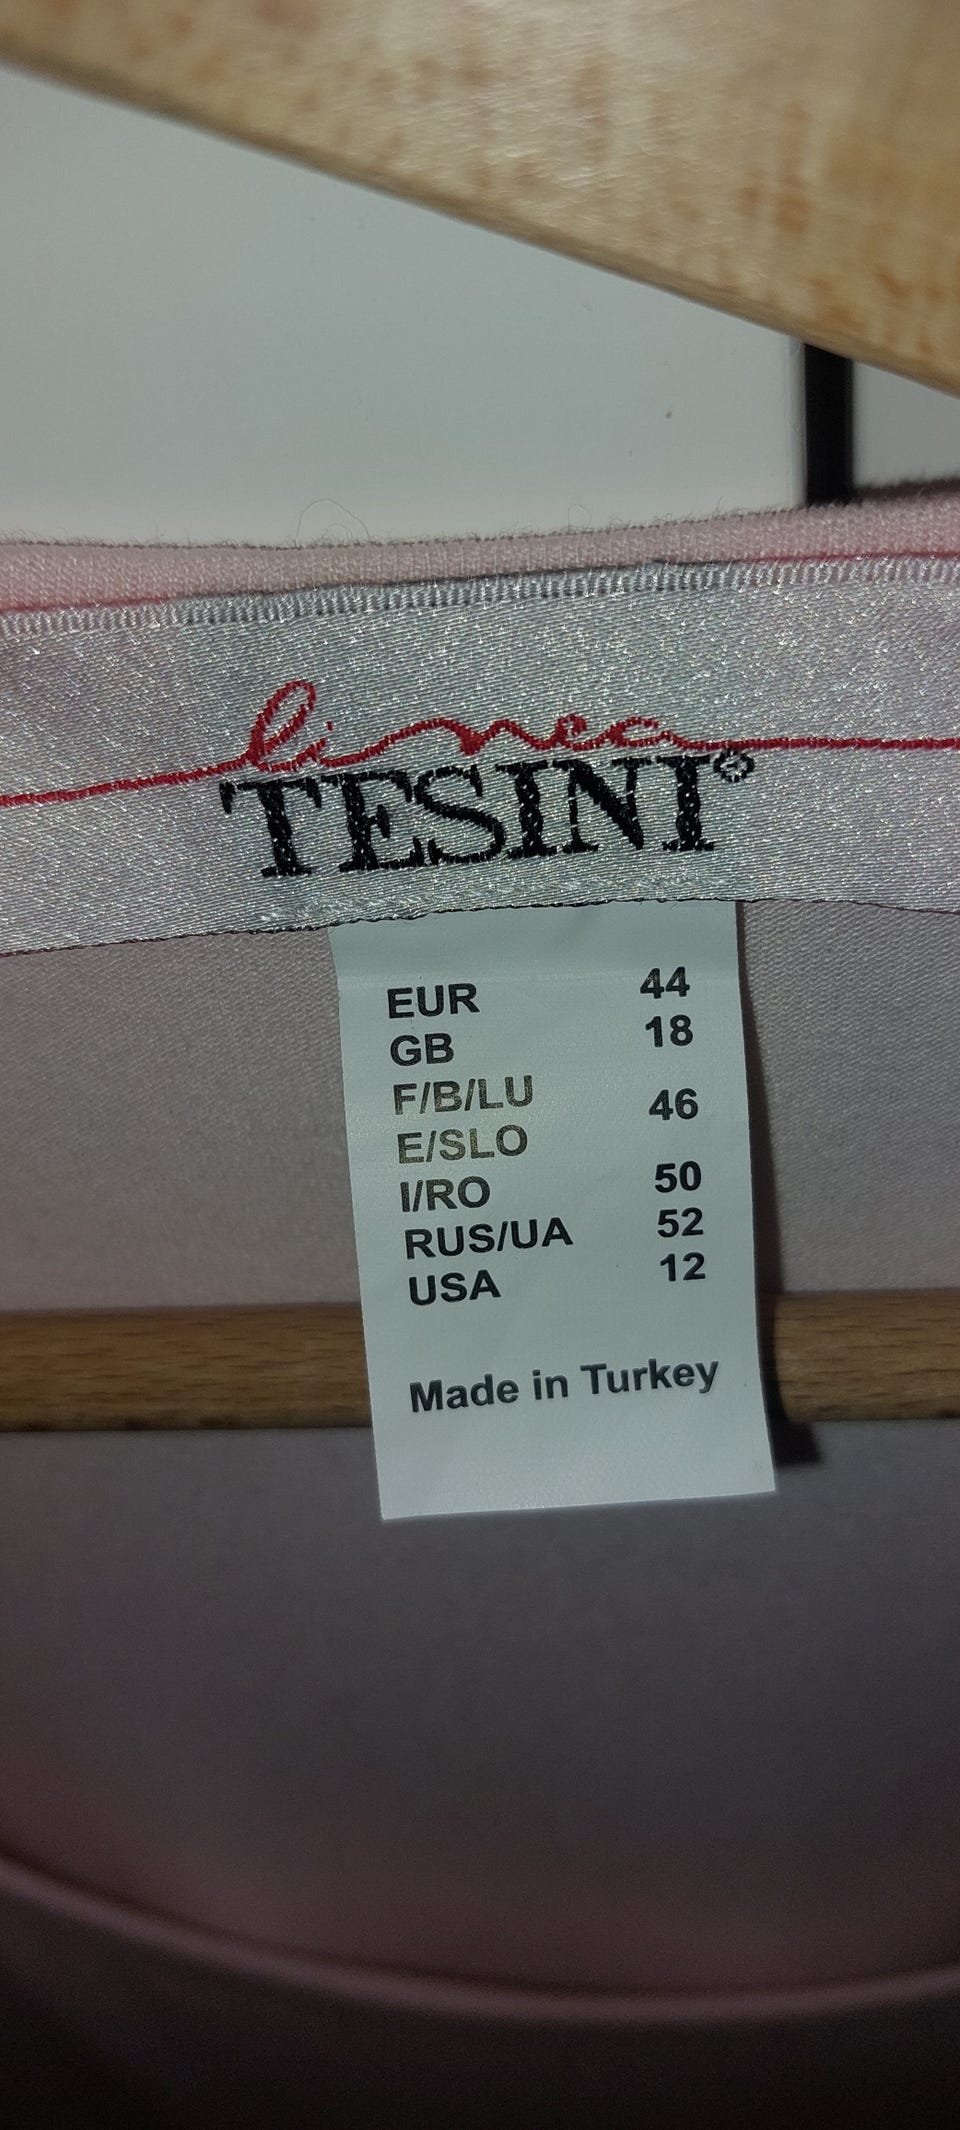 linea
TESINI®
EUR 44
GB 18
F/B/LU
E/SLO 46
I/RO 50
RUS/UA 52
USA 12
Made in Turkey